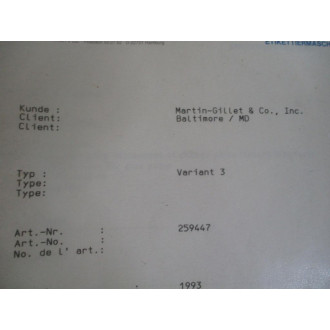 ETIKETTIERMASCH
Kunde : Martin-Gillet & Co., Inc.
Client: Baltimore / MD
Client:
Typ : Variant 3
Type:
Type:
Art.-Nr. : 259447
Art.-No. :
No. de l' art.:
: 1993